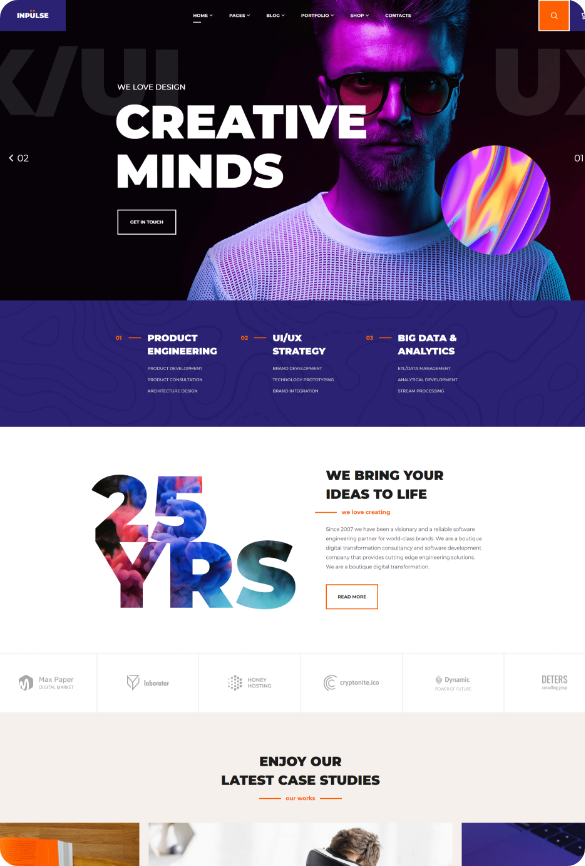 INPULSE
HOME PAGES BLOG PORTFOLIO SHOP CONTACTS
X/UI UX
WE LOVE DESIGN
CREATIVE
MINDS
02
01
GET IN TOUCH
01 PRODUCT
ENGINEERING
PRODUCT DEVELOPMENT
PRODUCT CONSULTATION
ARCHITECTURE DESIGN
02 UI/UX
STRATEGY
BRAND DEVELOPMENT
TECHNOLOGY PROTOTYPING
BRAND INTEGRATION
03 BIG DATA &
ANALYTICS
ETL/DATA MANAGEMENT
ANALYTICAL DEVELOPMENT
STREAM PROCESSING
25
YRS
WE BRING YOUR
IDEAS TO LIFE
we love creating
Since 2007 we have been a visionary and a reliable software
engineering partner for world-class brands. We are a boutique
digital transformation consultancy and software development
company that provides cutting edge engineering solutions.
We are a boutique digital transformation.
READ MORE
Max Paper
DIGITAL MARKET
laborator
HONEY
HOSTING
cryptonite.ico
Dynamic
POWER OF FUTURE
DETERS
consulting group
ENJOY OUR
LATEST CASE STUDIES
our works